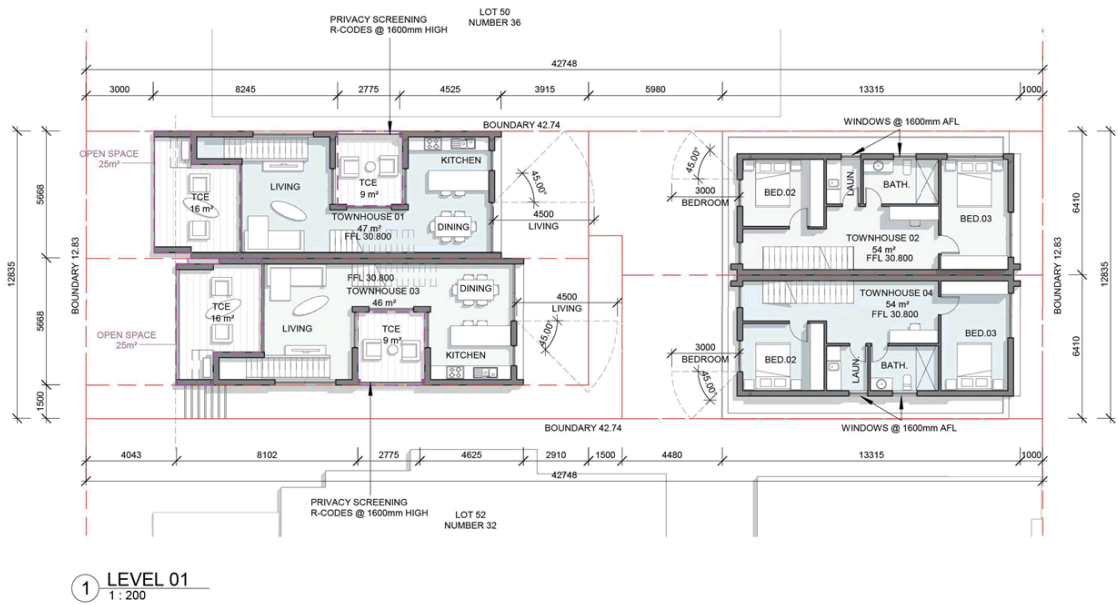 LOT 50
NUMBER 36
PRIVACY SCREENING
R-CODES @ 1600mm HIGH
42748
3000
8245
2775
4525
3915
5980
13315
1000
BOUNDARY 42.74
WINDOWS @ 1600mm AFL
OPEN SPACE
25m²
TCE
16 m²
LIVING
TCE
9 m²
KITCHEN
DINING
TOWNHOUSE 01
47 m²
FFL 30.800
45.00°
4500
LIVING
45.00°
3000
BEDROOM
BED.02
LAUN.
BATH.
BED.03
TOWNHOUSE 02
54 m²
FFL 30.800
5668
12835
BOUNDARY 12.83
6410
BOUNDARY 12.83
12835
FFL 30.800
TOWNHOUSE 03
46 m²
DINING
TCE
16 m²
LIVING
TCE
9 m²
KITCHEN
OPEN SPACE
25m²
4500
LIVING
45.00°
3000
BEDROOM
45.00°
TOWNHOUSE 04
54 m²
FFL 30.800
BED.02
LAUN.
BATH.
BED.03
5668
1500
6410
BOUNDARY 42.74
WINDOWS @ 1600mm AFL
4043
8102
2775
4625
2910
1500
4480
13315
1000
42748
PRIVACY SCREENING
R-CODES @ 1600mm HIGH
LOT 52
NUMBER 32
1
LEVEL 01
1 : 200